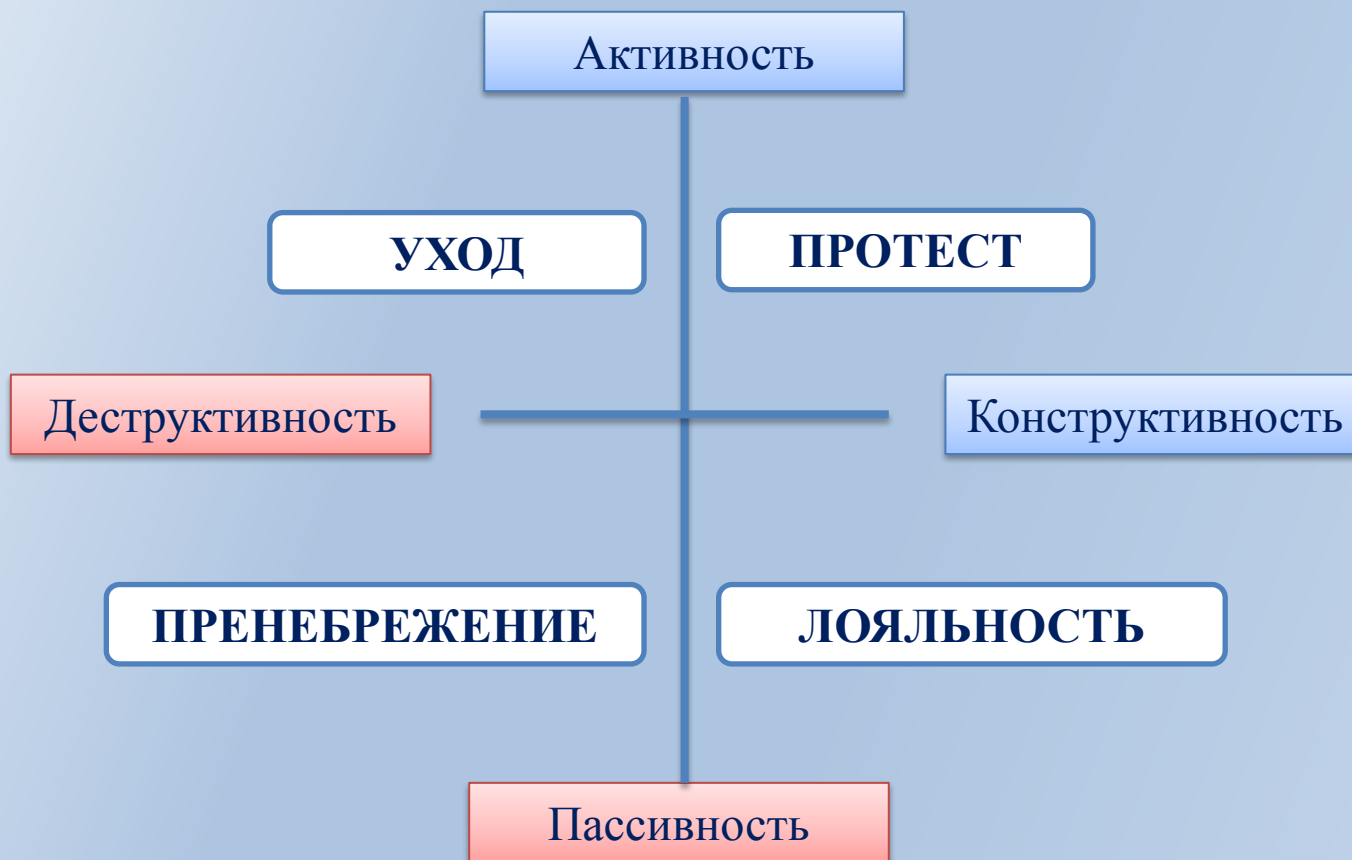 Активность
УХОД
ПРОТЕСТ
Деструктивность
Конструктивность
ПРЕНЕБРЕЖЕНИЕ
ЛОЯЛЬНОСТЬ
Пассивность